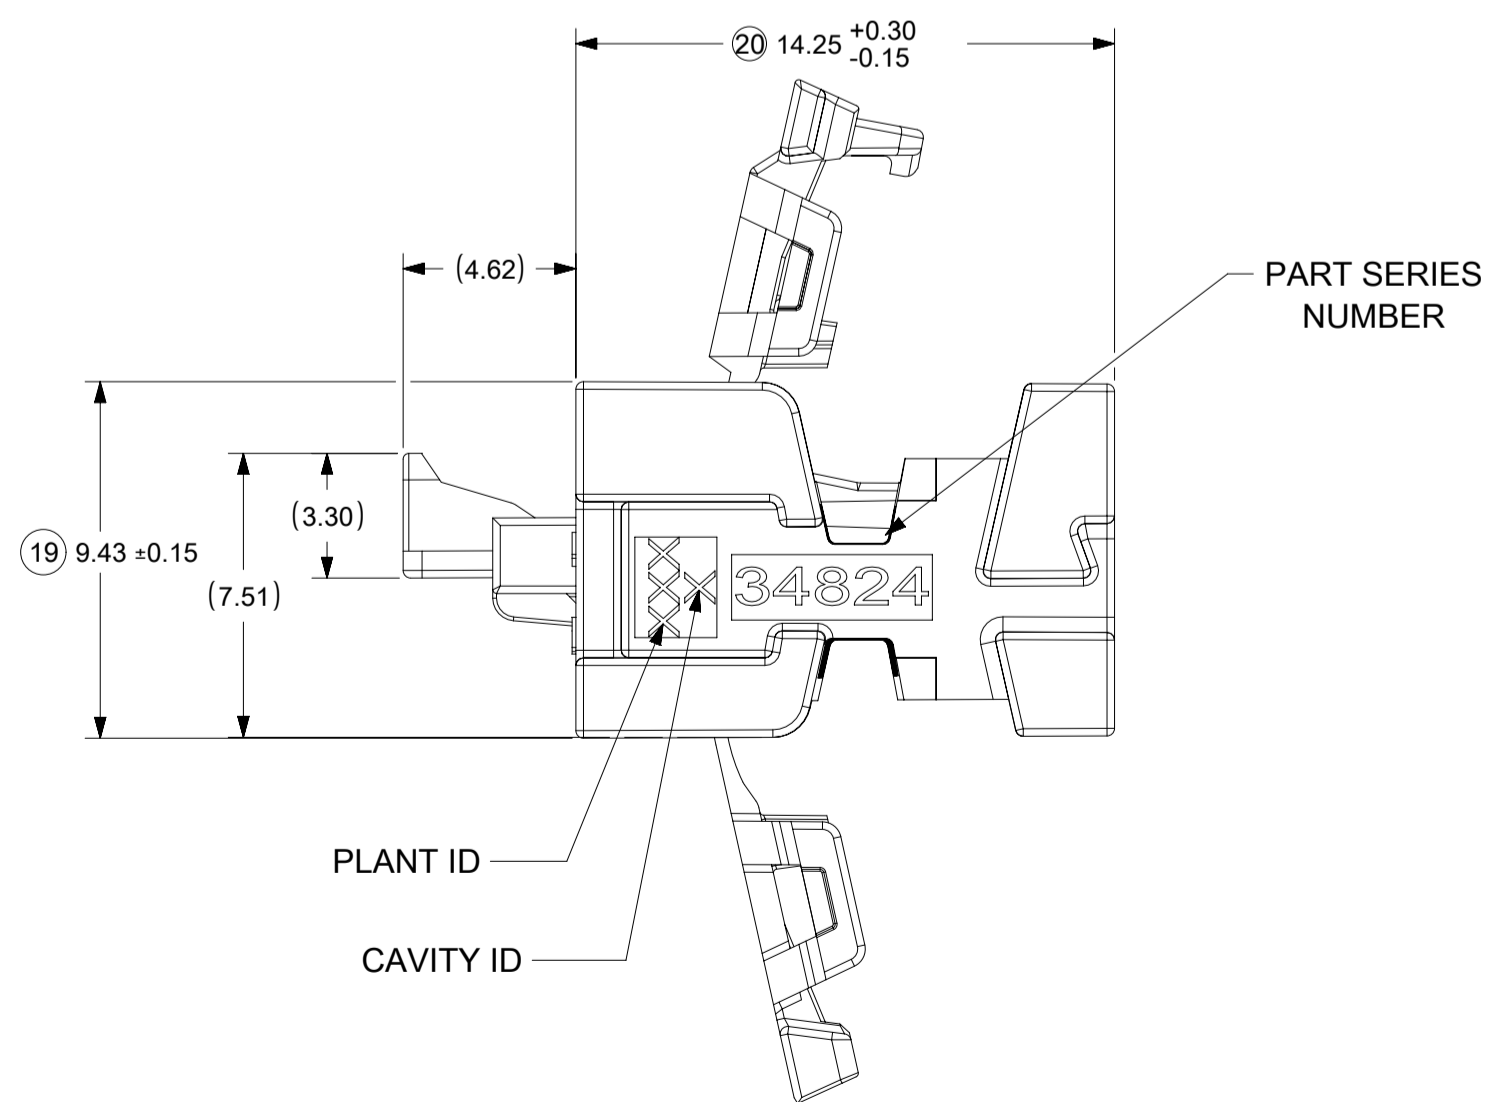 20 14.25 +0.30
-0.15
(4.62)
PART SERIES
NUMBER
(3.30)
19 9.43 ±0.15
(7.51)
XXX
X
34824
PLANT ID
CAVITY ID